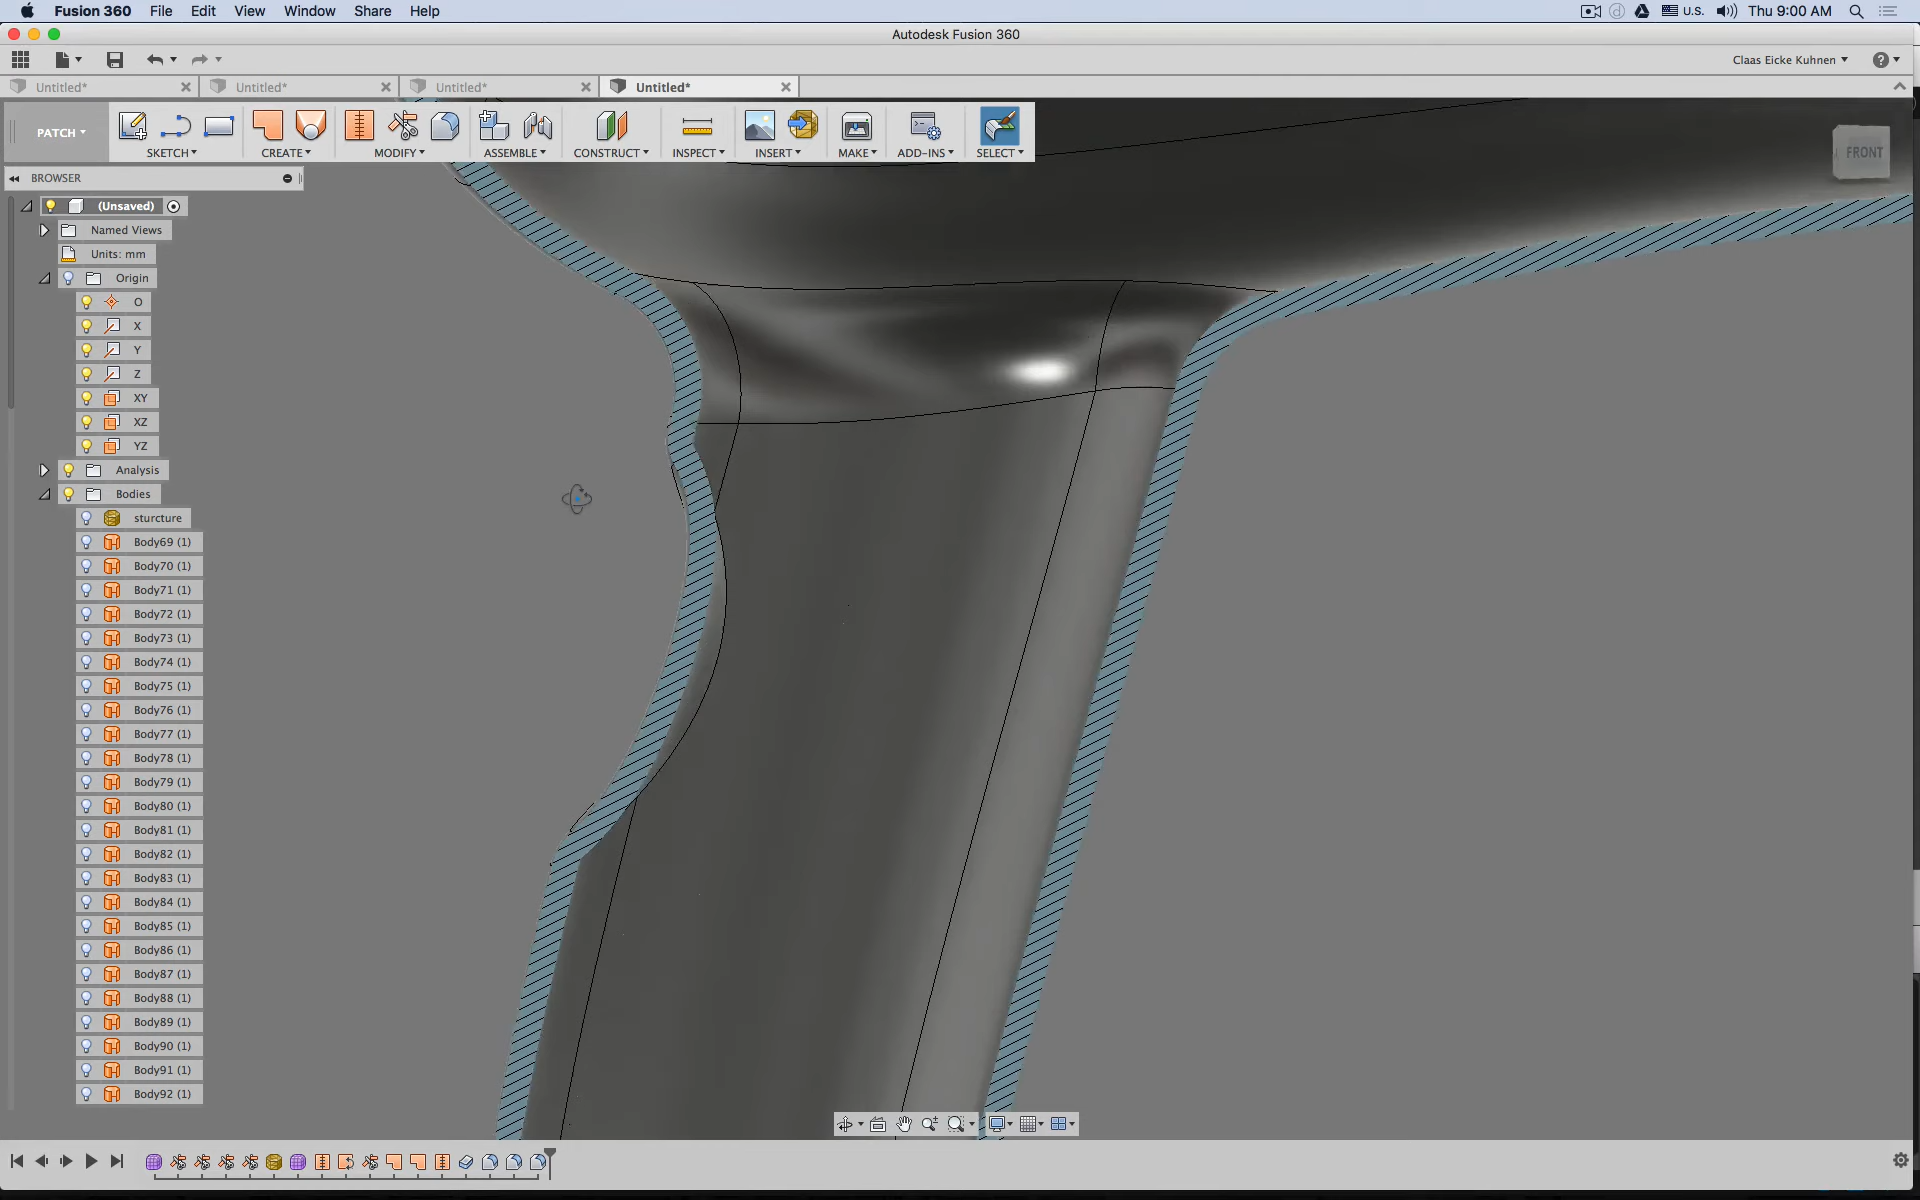 Fusion 360 File Edit View Window Share Help
U.S. Thu 9:00 AM
Autodesk Fusion 360
Claas Eicke Kuhnen
Untitled* Untitled* Untitled* Untitled*
PATCH
SKETCH CREATE MODIFY ASSEMBLE CONSTRUCT INSPECT INSERT MAKE ADD-INS SELECT
FRONT
BROWSER
(Unsaved)
Named Views
Units: mm
Origin
O
X
Y
Z
XY
XZ
YZ
Analysis
Bodies
sturcture
Body69 (1)
Body70 (1)
Body71 (1)
Body72 (1)
Body73 (1)
Body74 (1)
Body75 (1)
Body76 (1)
Body77 (1)
Body78 (1)
Body79 (1)
Body80 (1)
Body81 (1)
Body82 (1)
Body83 (1)
Body84 (1)
Body85 (1)
Body86 (1)
Body87 (1)
Body88 (1)
Body89 (1)
Body90 (1)
Body91 (1)
Body92 (1)